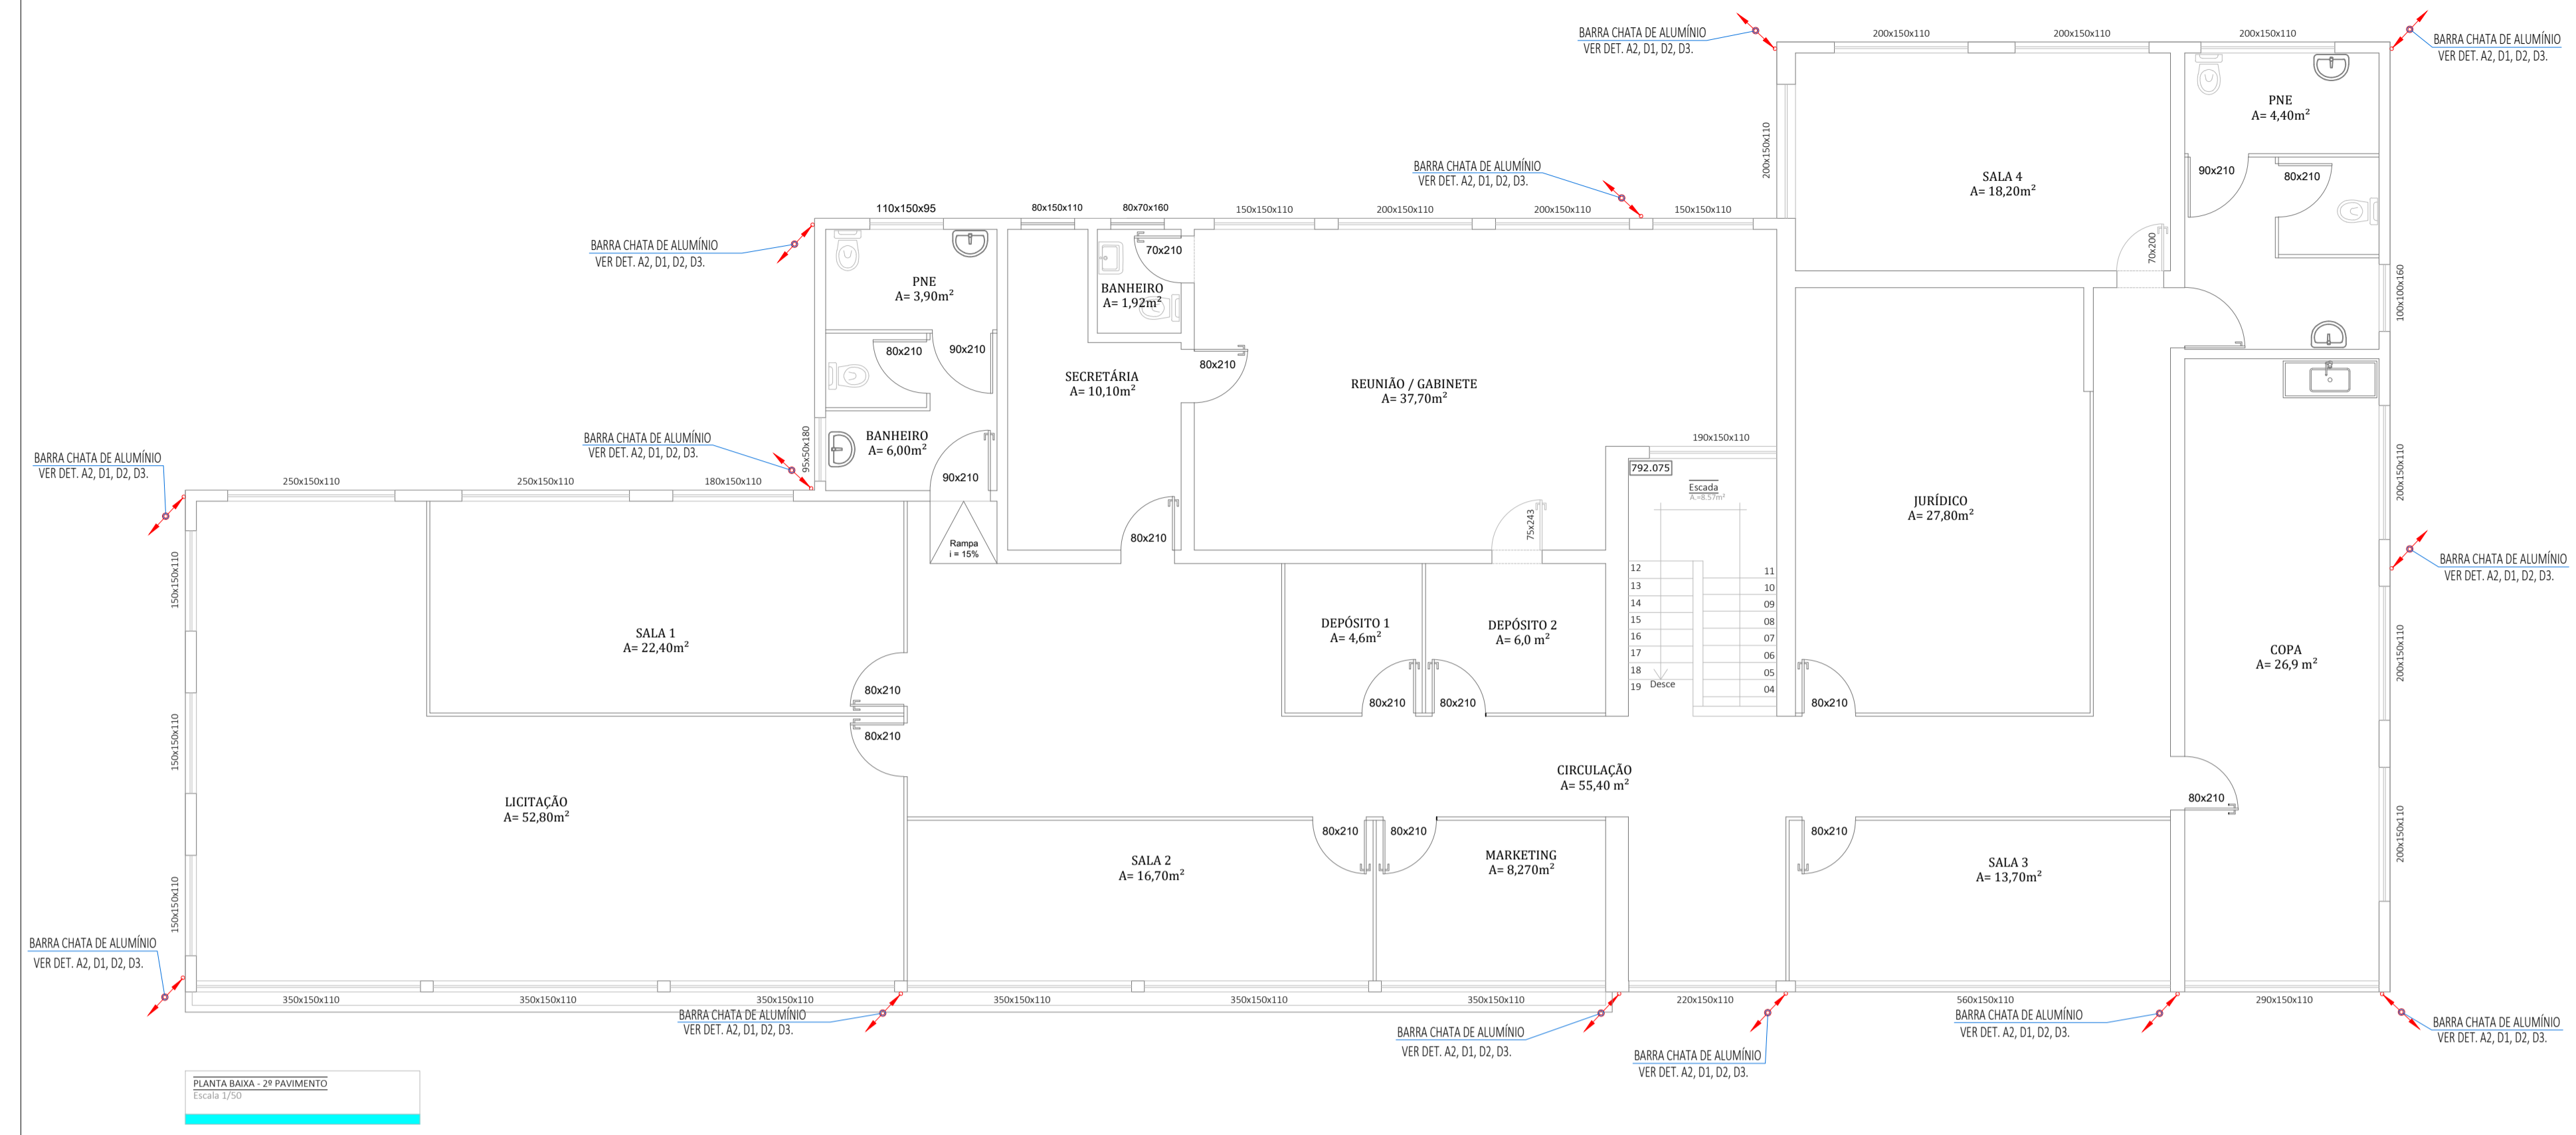 BARRA CHATA DE ALUMÍNIO
VER DET. A2, D1, D2, D3.
200x150x110
200x150x110
200x150x110
BARRA CHATA DE ALUMÍNIO
VER DET. A2, D1, D2, D3.
PNE
A= 4,40m²
200x150x110
BARRA CHATA DE ALUMÍNIO
VER DET. A2, D1, D2, D3.
SALA 4
A= 18,20m²
90x210
80x210
110x150x95
80x150x110
80x70x160
150x150x110
200x150x110
200x150x110
150x150x110
BARRA CHATA DE ALUMÍNIO
VER DET. A2, D1, D2, D3.
70x210
70x200
PNE
A= 3,90m²
BANHEIRO
A= 1,92m²
100x100x160
80x210
90x210
80x210
SECRETÁRIA
A= 10,10m²
REUNIÃO / GABINETE
A= 37,70m²
BARRA CHATA DE ALUMÍNIO
VER DET. A2, D1, D2, D3.
95x50x180
BANHEIRO
A= 6,00m²
190x150x110
200x150x110
BARRA CHATA DE ALUMÍNIO
VER DET. A2, D1, D2, D3.
792.075
90x210
250x150x110
250x150x110
180x150x110
Escada
A.=8.57m²
JURÍDICO
A= 27,80m²
75x243
80x210
Rampa
i = 15%
BARRA CHATA DE ALUMÍNIO
VER DET. A2, D1, D2, D3.
150x150x110
12
13
14
15
16
17
18
19
11
10
09
08
07
06
05
04
Desce
SALA 1
A= 22,40m²
DEPÓSITO 1
A= 4,6m²
DEPÓSITO 2
A= 6,0 m²
COPA
A= 26,9 m²
200x150x110
80x210
80x210
80x210
80x210
80x210
150x150x110
CIRCULAÇÃO
A= 55,40 m²
LICITAÇÃO
A= 52,80m²
80x210
80x210
80x210
80x210
200x150x110
SALA 2
A= 16,70m²
MARKETING
A= 8,270m²
SALA 3
A= 13,70m²
150x150x110
BARRA CHATA DE ALUMÍNIO
VER DET. A2, D1, D2, D3.
350x150x110
350x150x110
350x150x110
350x150x110
350x150x110
350x150x110
220x150x110
560x150x110
290x150x110
BARRA CHATA DE ALUMÍNIO
VER DET. A2, D1, D2, D3.
BARRA CHATA DE ALUMÍNIO
VER DET. A2, D1, D2, D3.
BARRA CHATA DE ALUMÍNIO
VER DET. A2, D1, D2, D3.
BARRA CHATA DE ALUMÍNIO
VER DET. A2, D1, D2, D3.
BARRA CHATA DE ALUMÍNIO
VER DET. A2, D1, D2, D3.
PLANTA BAIXA - 2º PAVIMENTO
Escala 1/50